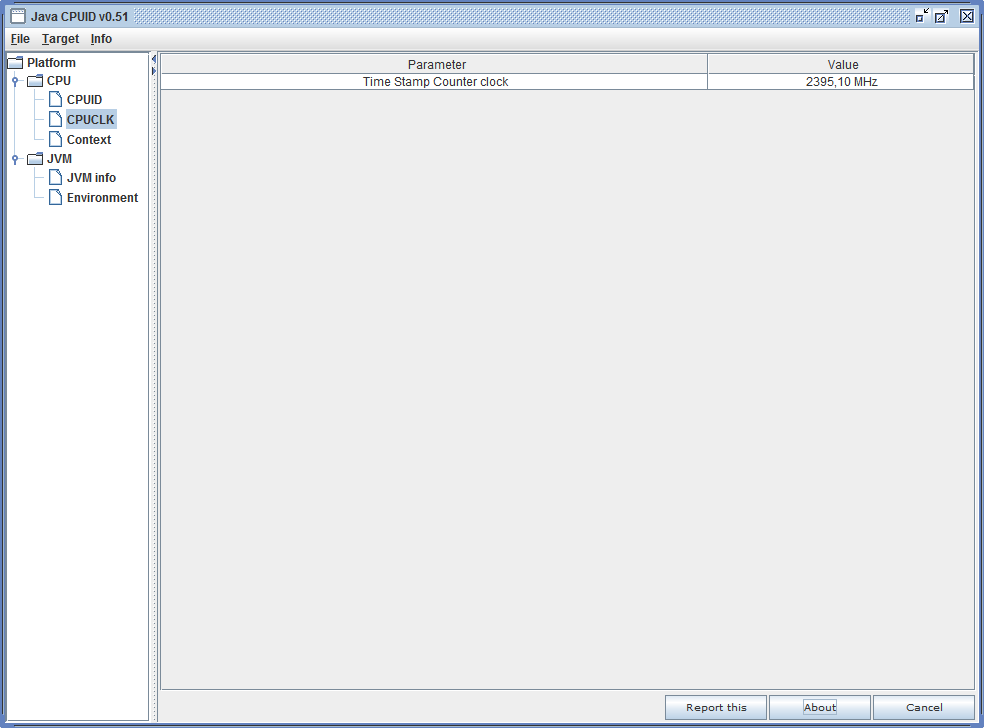 Java CPUID v0.51
File Target Info
Platform
CPU
CPUID
CPUCLK
Context
JVM
JVM info
Environment
Parameter Value
Time Stamp Counter clock 2395,10 MHz
Report this About Cancel